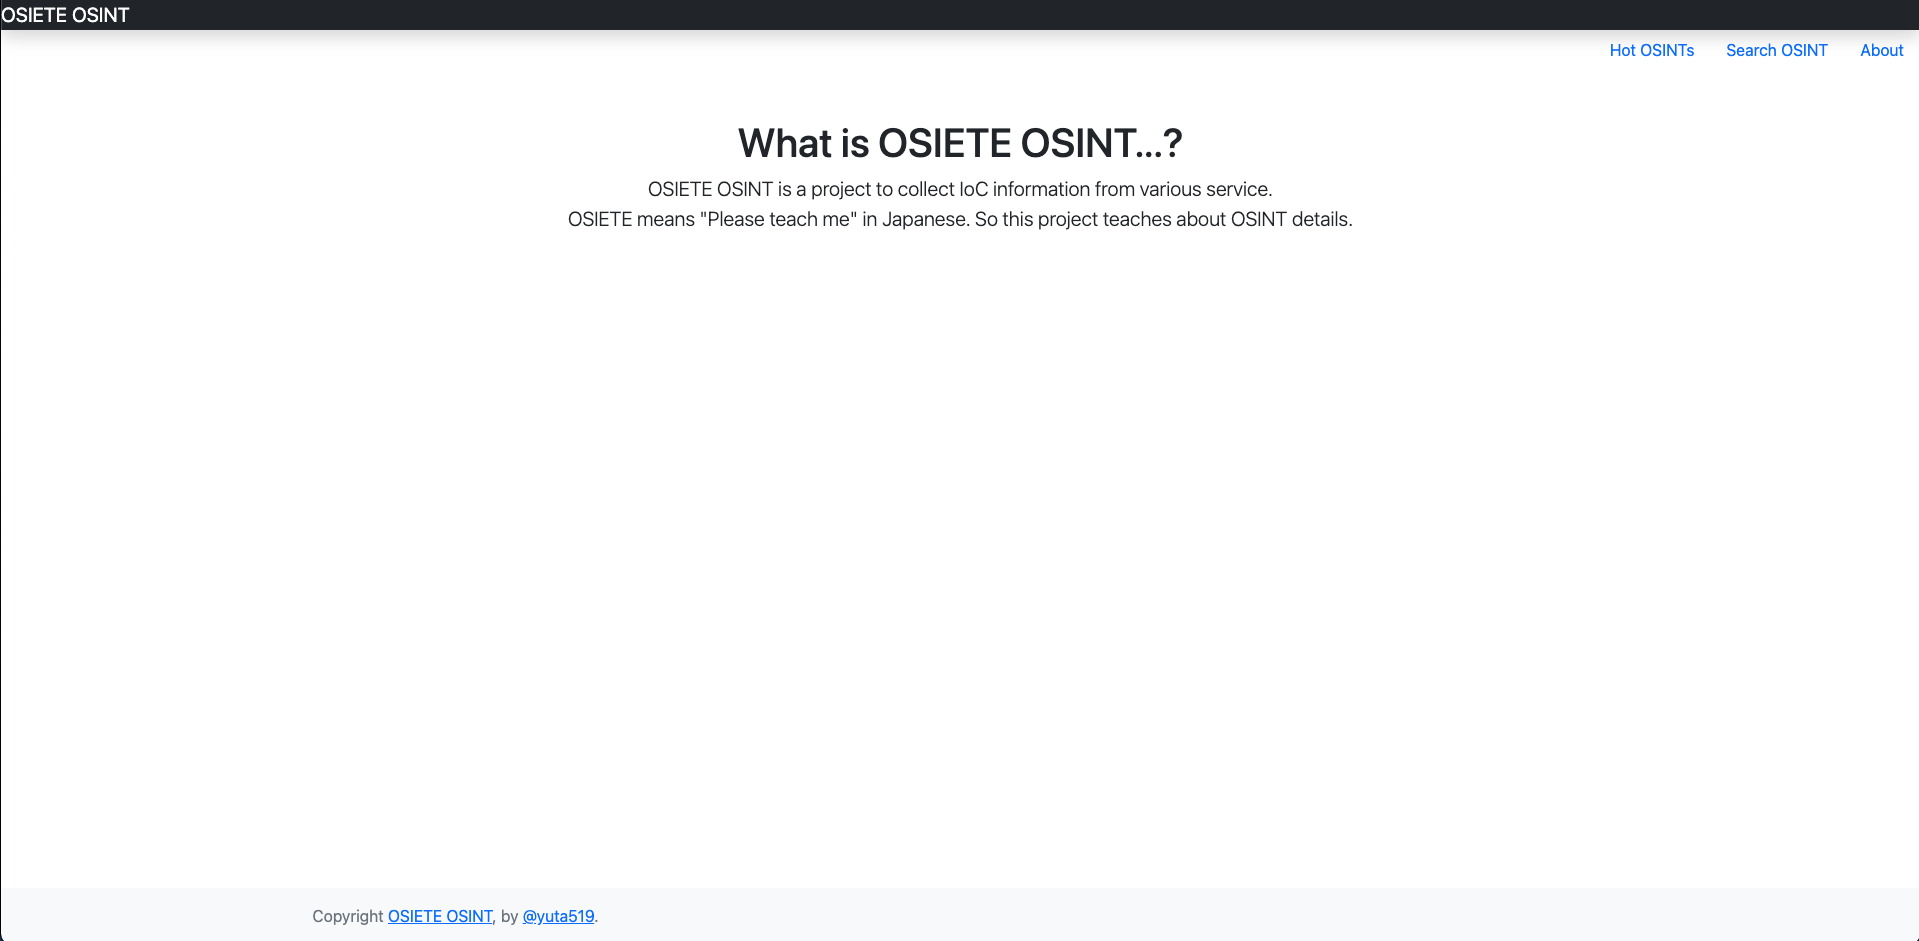 OSIETE OSINT
Hot OSINTs Search OSINT About
What is OSIETE OSINT...?
OSIETE OSINT is a project to collect IoC information from various service.
OSIETE means "Please teach me" in Japanese. So this project teaches about OSINT details.
Copyright OSIETE OSINT, by @yuta519.